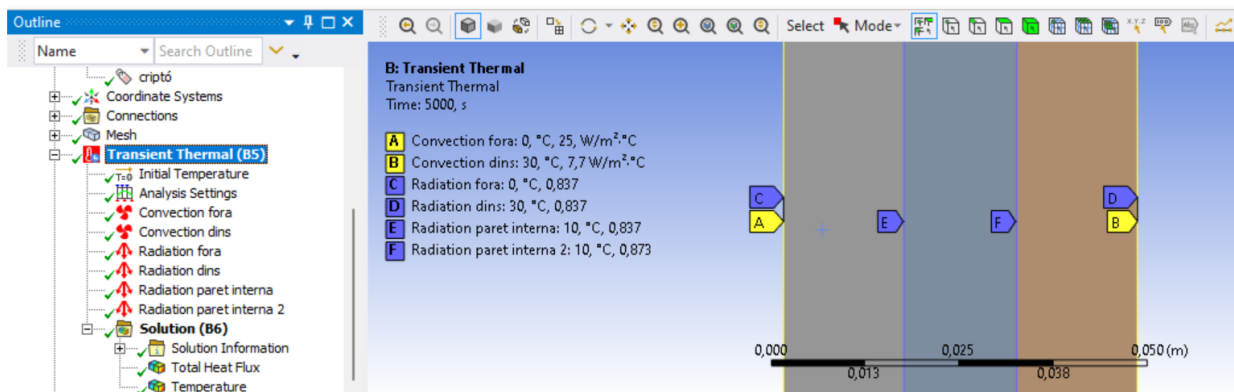 Outline
Name
Search Outline
criptó
Coordinate Systems
Connections
Mesh
Transient Thermal (B5)
T=0 Initial Temperature
Analysis Settings
Convection fora
Convection dins
Radiation fora
Radiation dins
Radiation paret interna
Radiation paret interna 2
Solution (B6)
Solution Information
Total Heat Flux
Temperature
Select Mode
B: Transient Thermal
Transient Thermal
Time: 5000, s
A Convection fora: 0, °C, 25, W/m²·°C
B Convection dins: 30, °C, 7,7 W/m²·°C
C Radiation fora: 0, °C, 0,837
D Radiation dins: 30, °C, 0,837
E Radiation paret interna: 10, °C, 0,837
F Radiation paret interna 2: 10, °C, 0,873
C D
A E F B
0,000 0,025 0,050 (m)
0,013 0,038